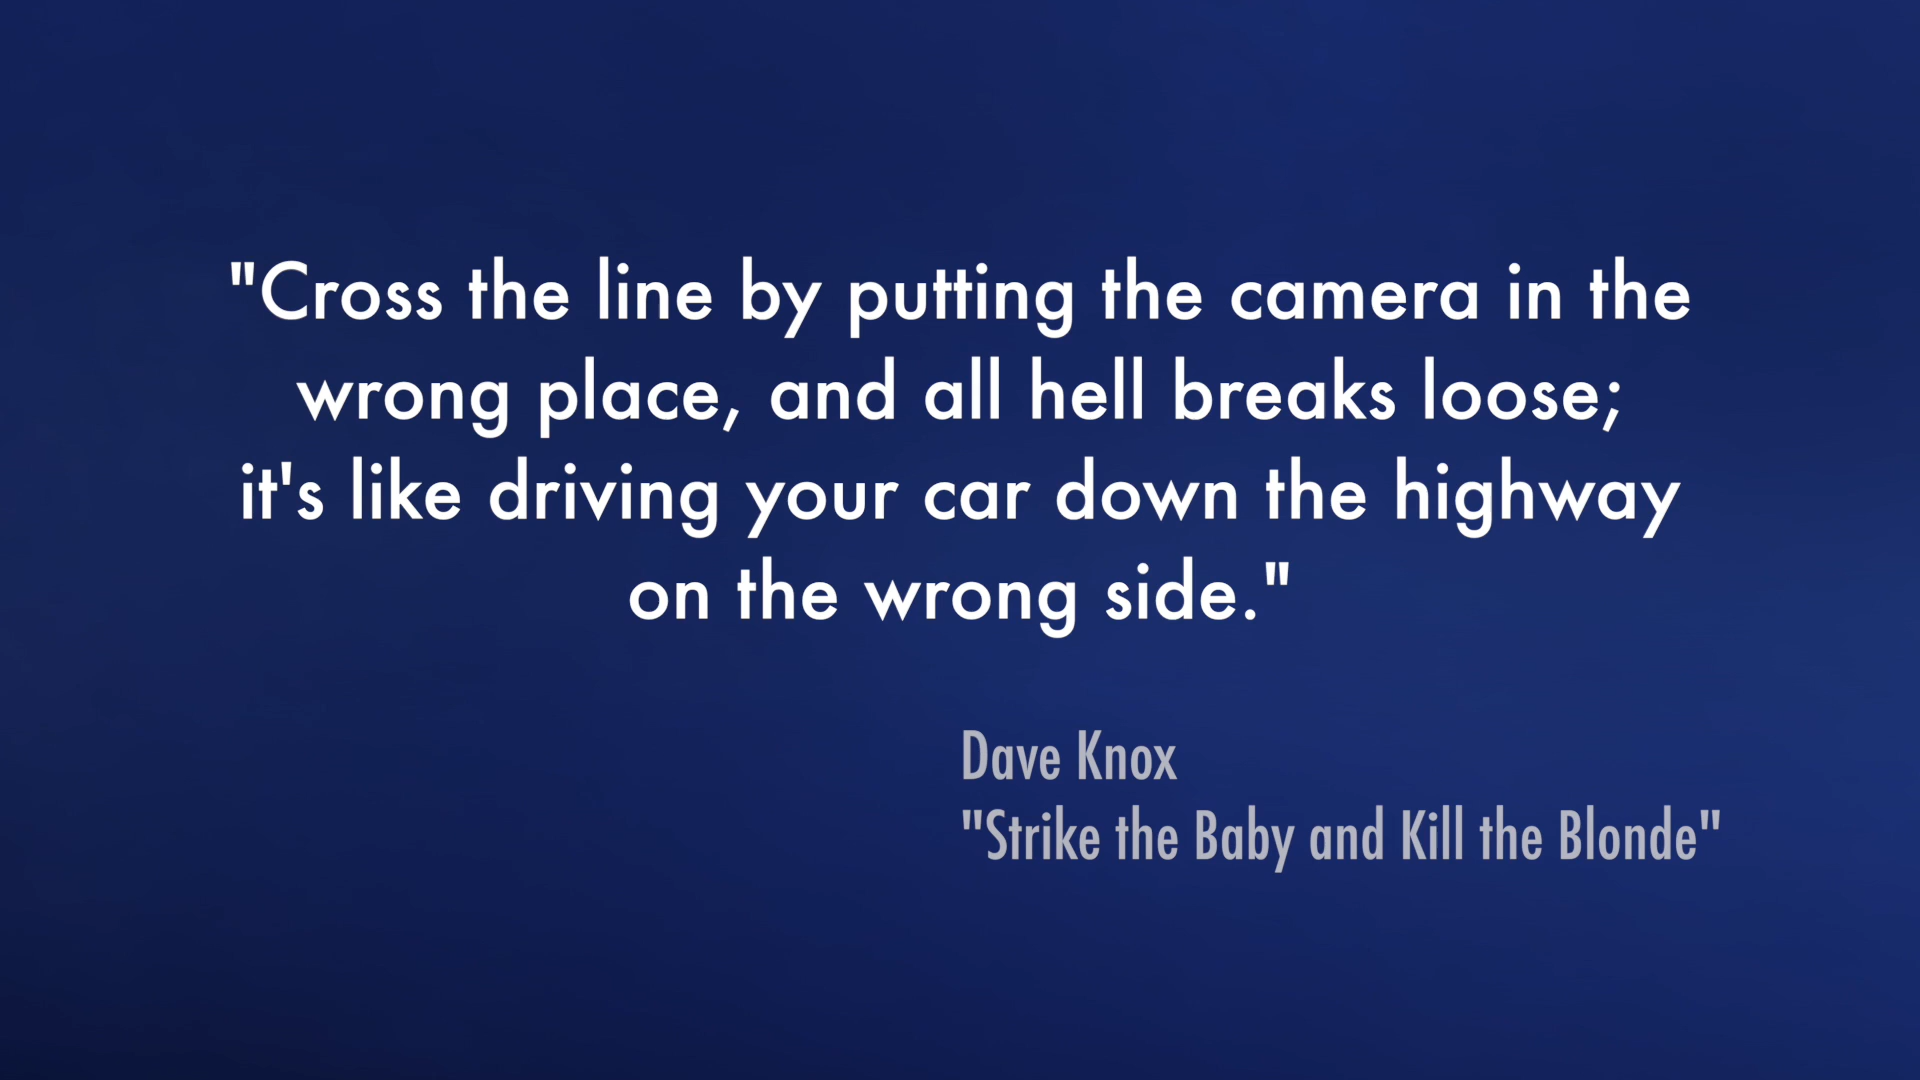 "Cross the line by putting the camera in the
wrong place, and all hell breaks loose;
it's like driving your car down the highway
on the wrong side."
Dave Knox
"Strike the Baby and Kill the Blonde"